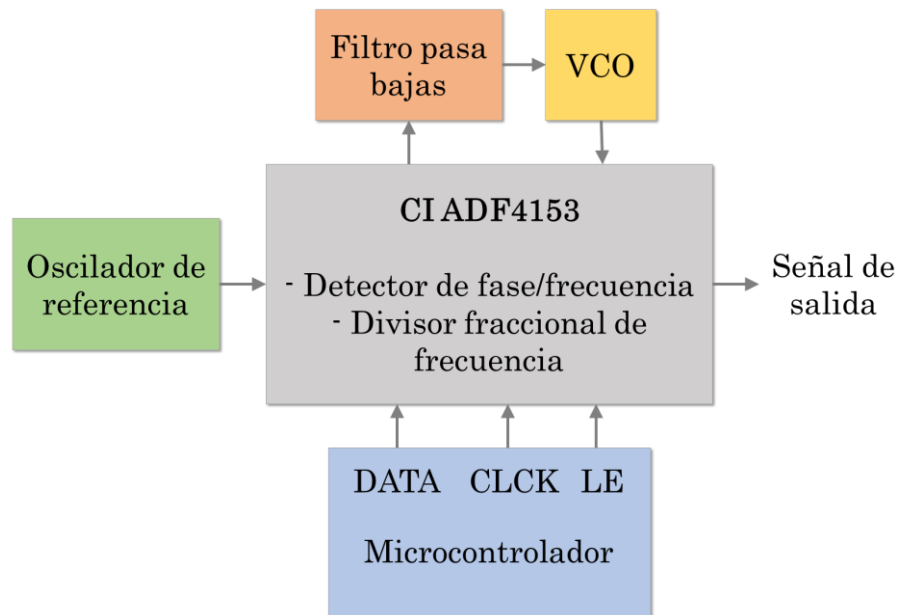 Filtro pasa
bajas
VCO
CI ADF4153
Oscilador de
referencia
- Detector de fase/frecuencia
- Divisor fraccional de
frecuencia
Señal de
salida
DATA CLCK LE
Microcontrolador